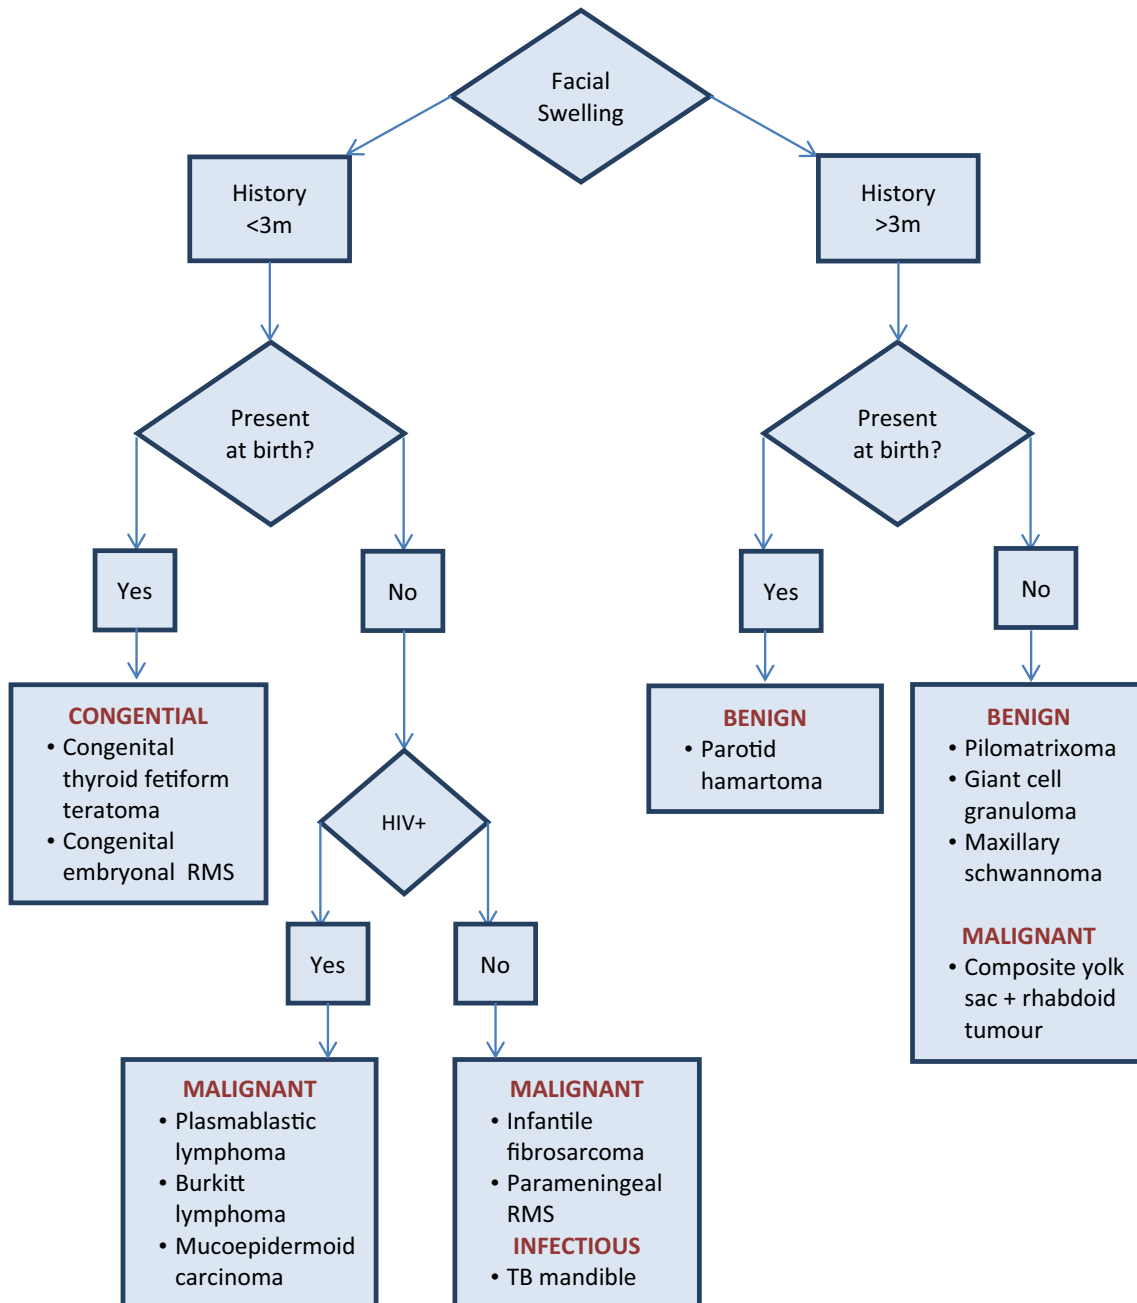 Facial
Swelling
History
<3m
History
>3m
Present
at birth?
Present
at birth?
Yes
No
Yes
No
CONGENTIAL
• Congenital
thyroid fetiform
teratoma
• Congenital
embryonal RMS
BENIGN
• Parotid
hamartoma
BENIGN
• Pilomatrixoma
• Giant cell
granuloma
• Maxillary
schwannoma
MALIGNANT
• Composite yolk
sac + rhabdoid
tumour
HIV+
Yes
No
MALIGNANT
• Plasmablastic
lymphoma
• Burkitt
lymphoma
• Mucoepidermoid
carcinoma
MALIGNANT
• Infantile
fibrosarcoma
• Parameningeal
RMS
INFECTIOUS
• TB mandible